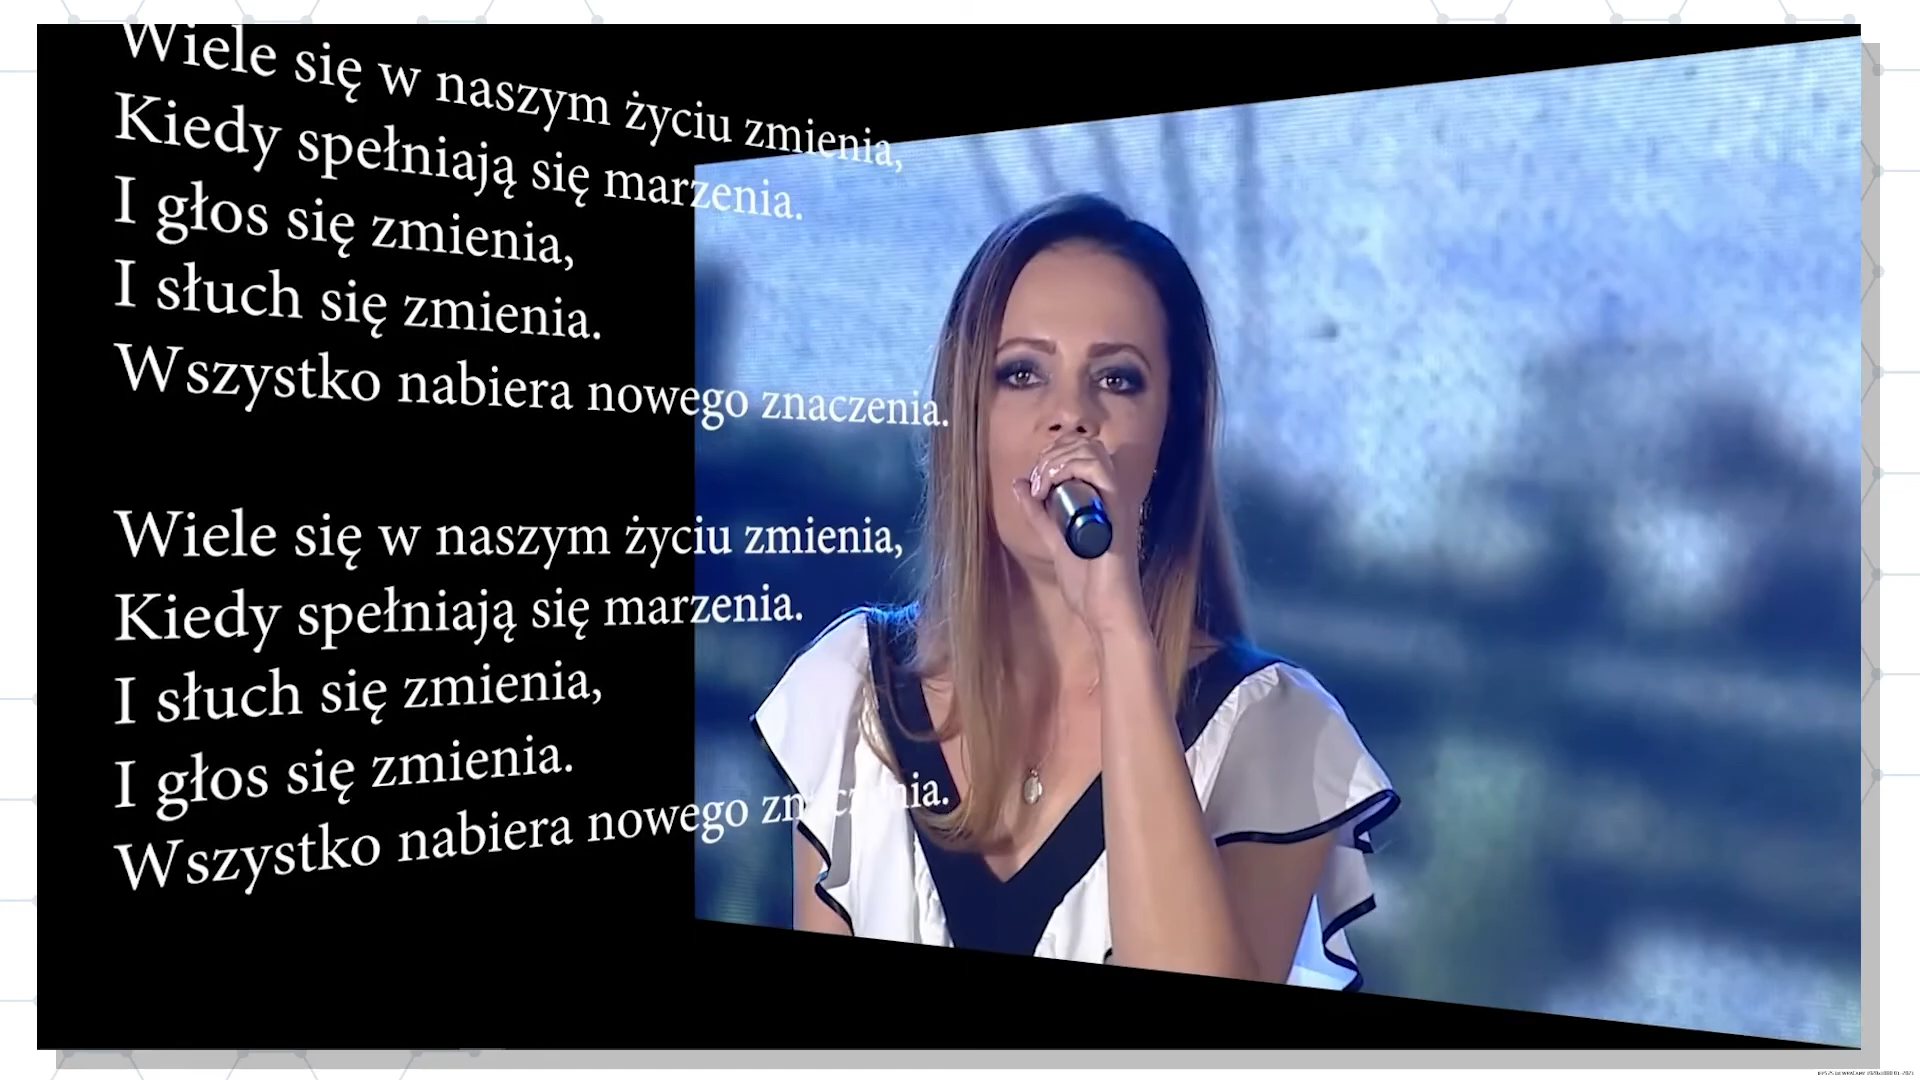 Wiele się w naszym życiu zmienia,
Kiedy spełniają się marzenia.
I głos się zmienia,
I słuch się zmienia.
Wszystko nabiera nowego znaczenia.
Wiele się w naszym życiu zmienia,
Kiedy spełniają się marzenia.
I słuch się zmienia,
I głos się zmienia.
Wszystko nabiera nowego znaczenia.